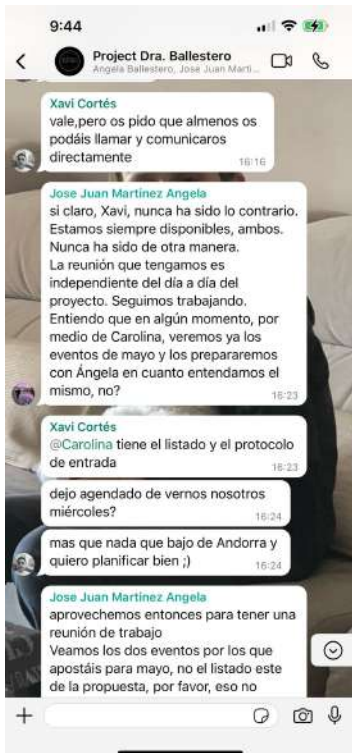 9:44
Project Dra. Ballestero
Angela Ballestero, Jose Juan Marti...
Xavi Cortés
vale,pero os pido que almenos os
podáis llamar y comunicaros
directamente
16:16
Jose Juan Martinez Angela
si claro, Xavi, nunca ha sido lo contrario.
Estamos siempre disponibles, ambos.
Nunca ha sido de otra manera.
La reunión que tengamos es
independiente del día a día del
proyecto. Seguimos trabajando.
Entiendo que en algún momento, por
medio de Carolina, veremos ya los
eventos de mayo y los prepararemos
con Ángela en cuanto entendamos el
mismo, no?
16:23
Xavi Cortés
@Carolina tiene el listado y el protocolo
de entrada
16:23
dejo agendado de vernos nosotros
miércoles?
16:24
mas que nada que bajo de Andorra y
quiero planificar bien ;)
16:24
Jose Juan Martinez Angela
aprovechemos entonces para tener una
reunión de trabajo
Veamos los dos eventos por los que
apostáis para mayo, no el listado este
de la propuesta, por favor, eso no